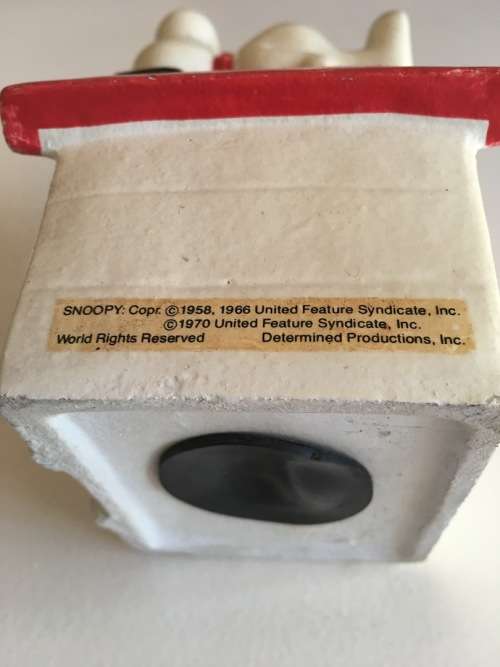 SNOOPY: Copr. ©1958, 1966 United Feature Syndicate, Inc.
©1970 United Feature Syndicate, Inc.
World Rights Reserved Determined Productions, Inc.